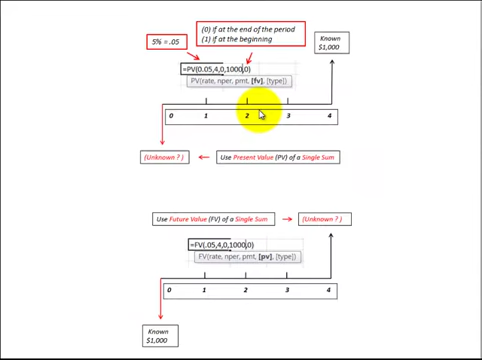 (0) If at the end of the period
(1) If at the beginning
5% = .05
Known
$1,000
=PV(0.05,4,0,1000,0)
PV(rate, nper, pmt, [fv], [type])
0 1 2 3 4
(Unknown ? )
Use Present Value (PV) of a Single Sum
Use Future Value (FV) of a Single Sum
(Unknown ? )
=FV(.05,4,0,1000,0)
FV(rate, nper, pmt, [pv], [type])
0 1 2 3 4
Known
$1,000